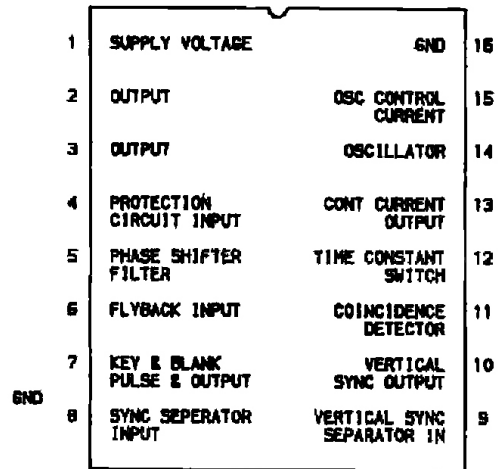 1 SUPPLY VOLTAGE GND 16
2 OUTPUT OSC CONTROL 15
CURRENT
3 OUTPUT OSCILLATOR 14
4 PROTECTION CONT CURRENT 13
CIRCUIT INPUT OUTPUT
5 PHASE SHIFTER TIME CONSTANT 12
FILTER SWITCH
6 FLYBACK INPUT COINCIDENCE 11
DETECTOR
7 KEY & BLANK VERTICAL 10
PULSE & OUTPUT SYNC OUTPUT
GND
8 SYNC SEPERATOR VERTICAL SYNC 9
INPUT SEPARATOR IN